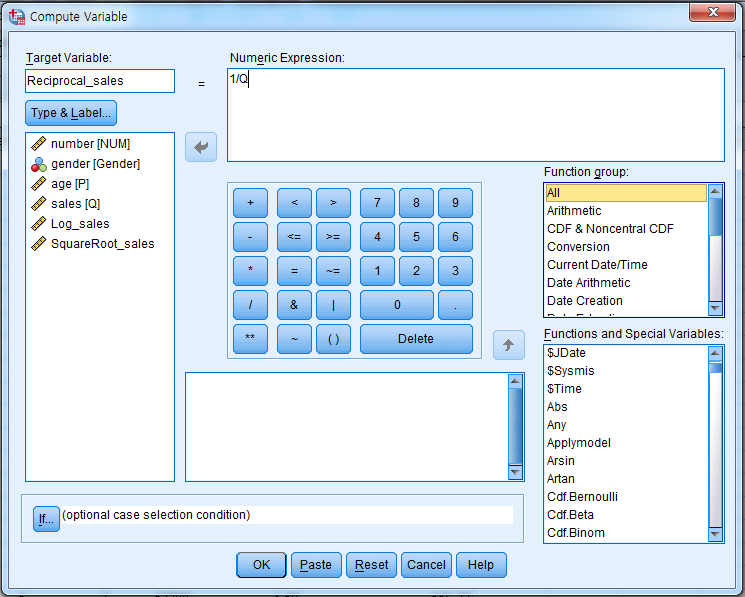 Compute Variable
Target Variable:
Numeric Expression:
Reciprocal_sales
=
1/Q
Type & Label...
number [NUM]
gender [Gender]
age [P]
sales [Q]
Log_sales
SquareRoot_sales
+ < > 7 8 9
- <= >= 4 5 6
* = ~= 1 2 3
/ & | 0 .
** ~ ( ) Delete
Function group:
All
Arithmetic
CDF & Noncentral CDF
Conversion
Current Date/Time
Date Arithmetic
Date Creation
Functions and Special Variables:
$JDate
$Sysmis
$Time
Abs
Any
Applymodel
Arsin
Artan
Cdf.Bernoulli
Cdf.Beta
Cdf.Binom
If... (optional case selection condition)
OK Paste Reset Cancel Help